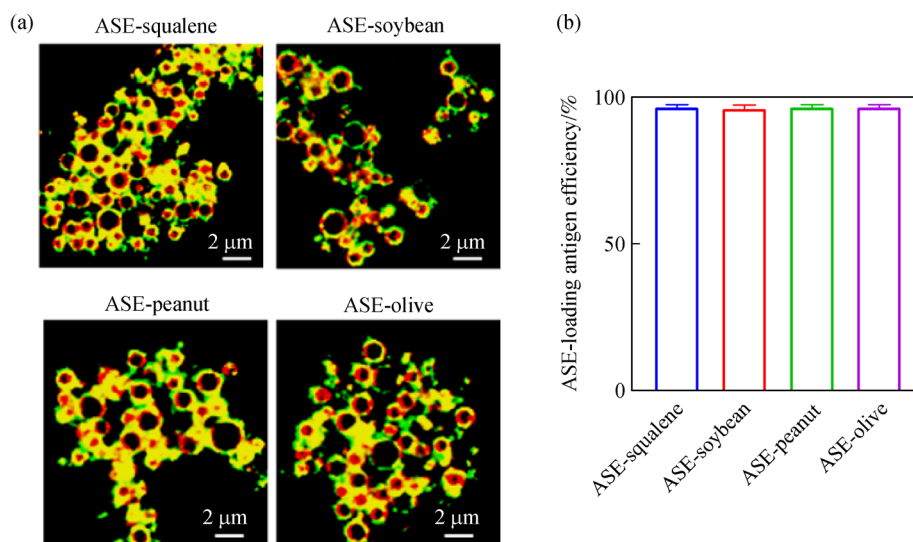 (a)
ASE-squalene
ASE-soybean
2 μm
2 μm
ASE-peanut
ASE-olive
2 μm
2 μm
(b)
ASE-loading antigen efficiency/%
100
50
0
ASE-squalene
ASE-soybean
ASE-peanut
ASE-olive